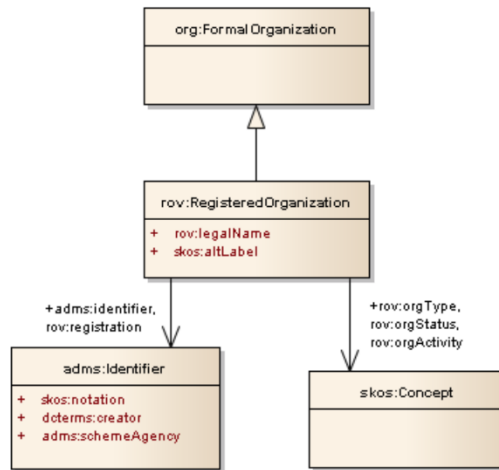 org:FormalOrganization
rov:RegisteredOrganization
+ rov:legalName
+ skos:altLabel
+adms:identifier,
rov:registration
+rov:orgType,
rov:orgStatus,
rov:orgActivity
adms:Identifier
+ skos:notation
+ dcterms:creator
+ adms:schemeAgency
skos:Concept